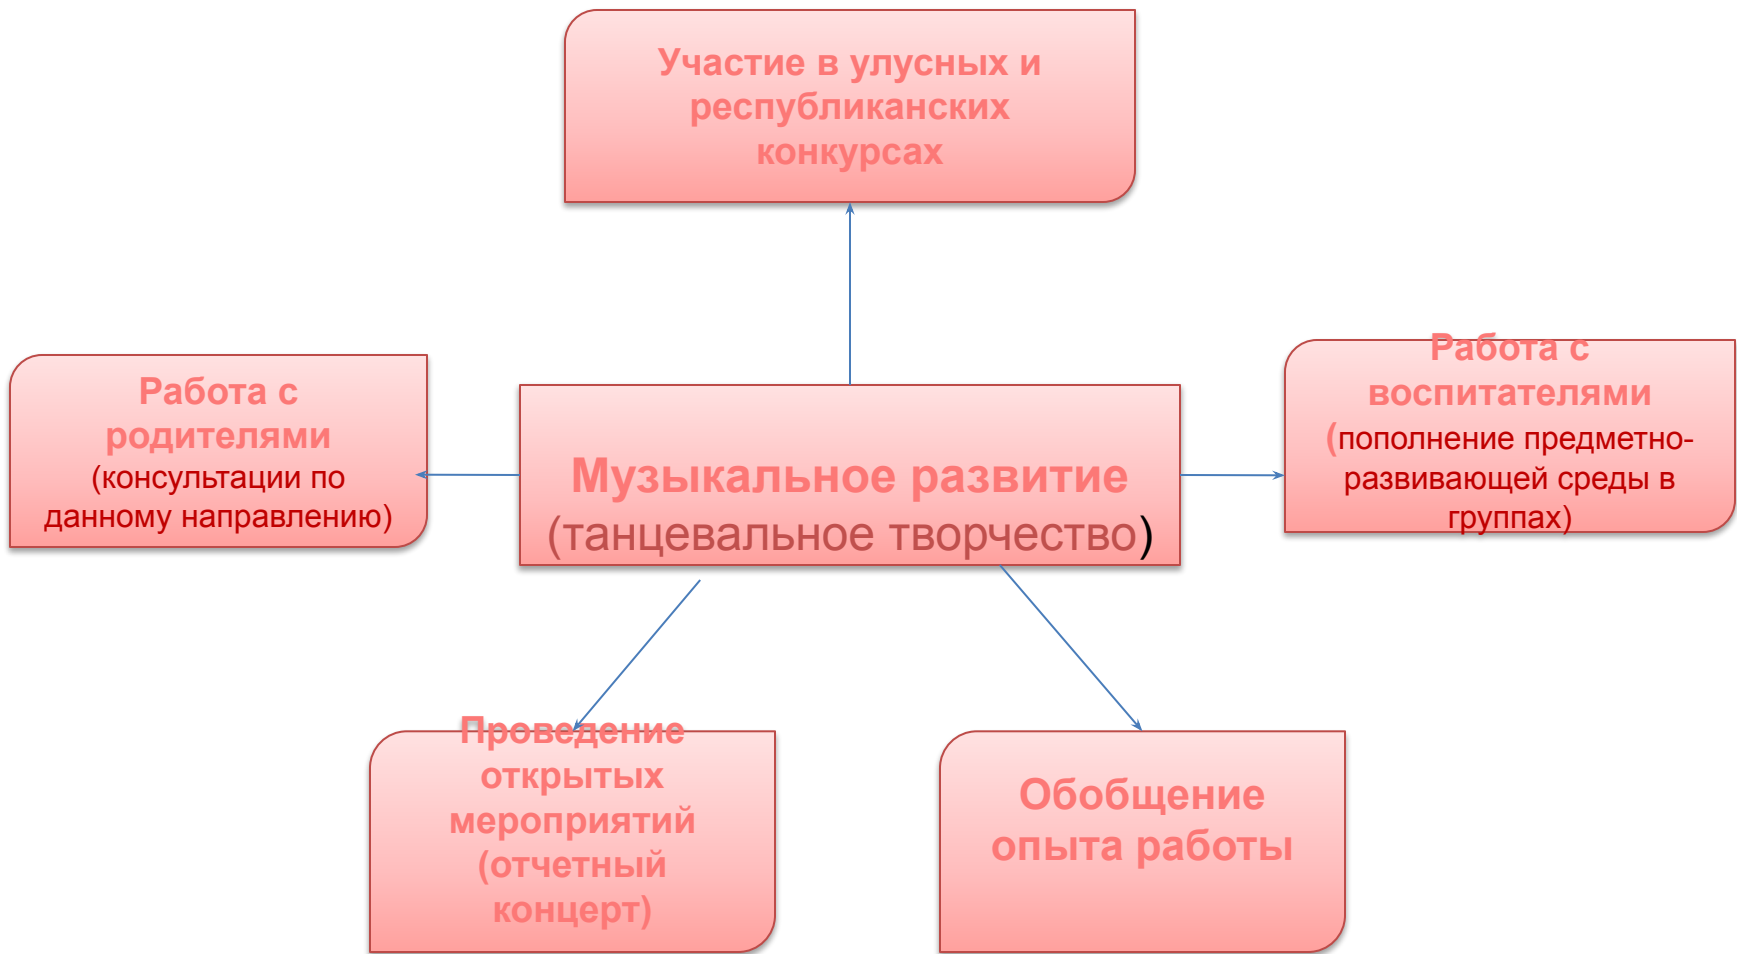 Участие в улусных и
республиканских
конкурсах
Работа с
родителями
(консультации по
данному направлению)
Музыкальное развитие
(танцевальное творчество)
Работа с
воспитателями
(пополнение предметно-
развивающей среды в
группах)
Проведение
открытых
мероприятий
(отчетный
концерт)
Обобщение
опыта работы